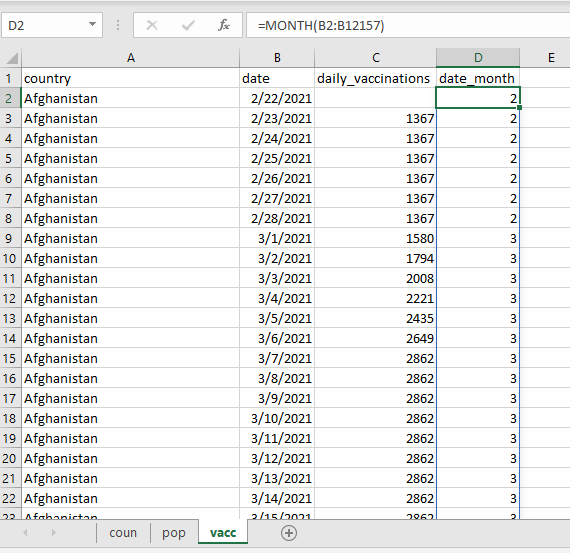 D2 fx =MONTH(B2:B12157)
A B C D E
1 country date daily_vaccinations date_month
2 Afghanistan 2/22/2021 2
3 Afghanistan 2/23/2021 1367 2
4 Afghanistan 2/24/2021 1367 2
5 Afghanistan 2/25/2021 1367 2
6 Afghanistan 2/26/2021 1367 2
7 Afghanistan 2/27/2021 1367 2
8 Afghanistan 2/28/2021 1367 2
9 Afghanistan 3/1/2021 1580 3
10 Afghanistan 3/2/2021 1794 3
11 Afghanistan 3/3/2021 2008 3
12 Afghanistan 3/4/2021 2221 3
13 Afghanistan 3/5/2021 2435 3
14 Afghanistan 3/6/2021 2649 3
15 Afghanistan 3/7/2021 2862 3
16 Afghanistan 3/8/2021 2862 3
17 Afghanistan 3/9/2021 2862 3
18 Afghanistan 3/10/2021 2862 3
19 Afghanistan 3/11/2021 2862 3
20 Afghanistan 3/12/2021 2862 3
21 Afghanistan 3/13/2021 2862 3
22 Afghanistan 3/14/2021 2862 3
23 Afghanistan 3/15/2021 2862 3
coun pop vacc